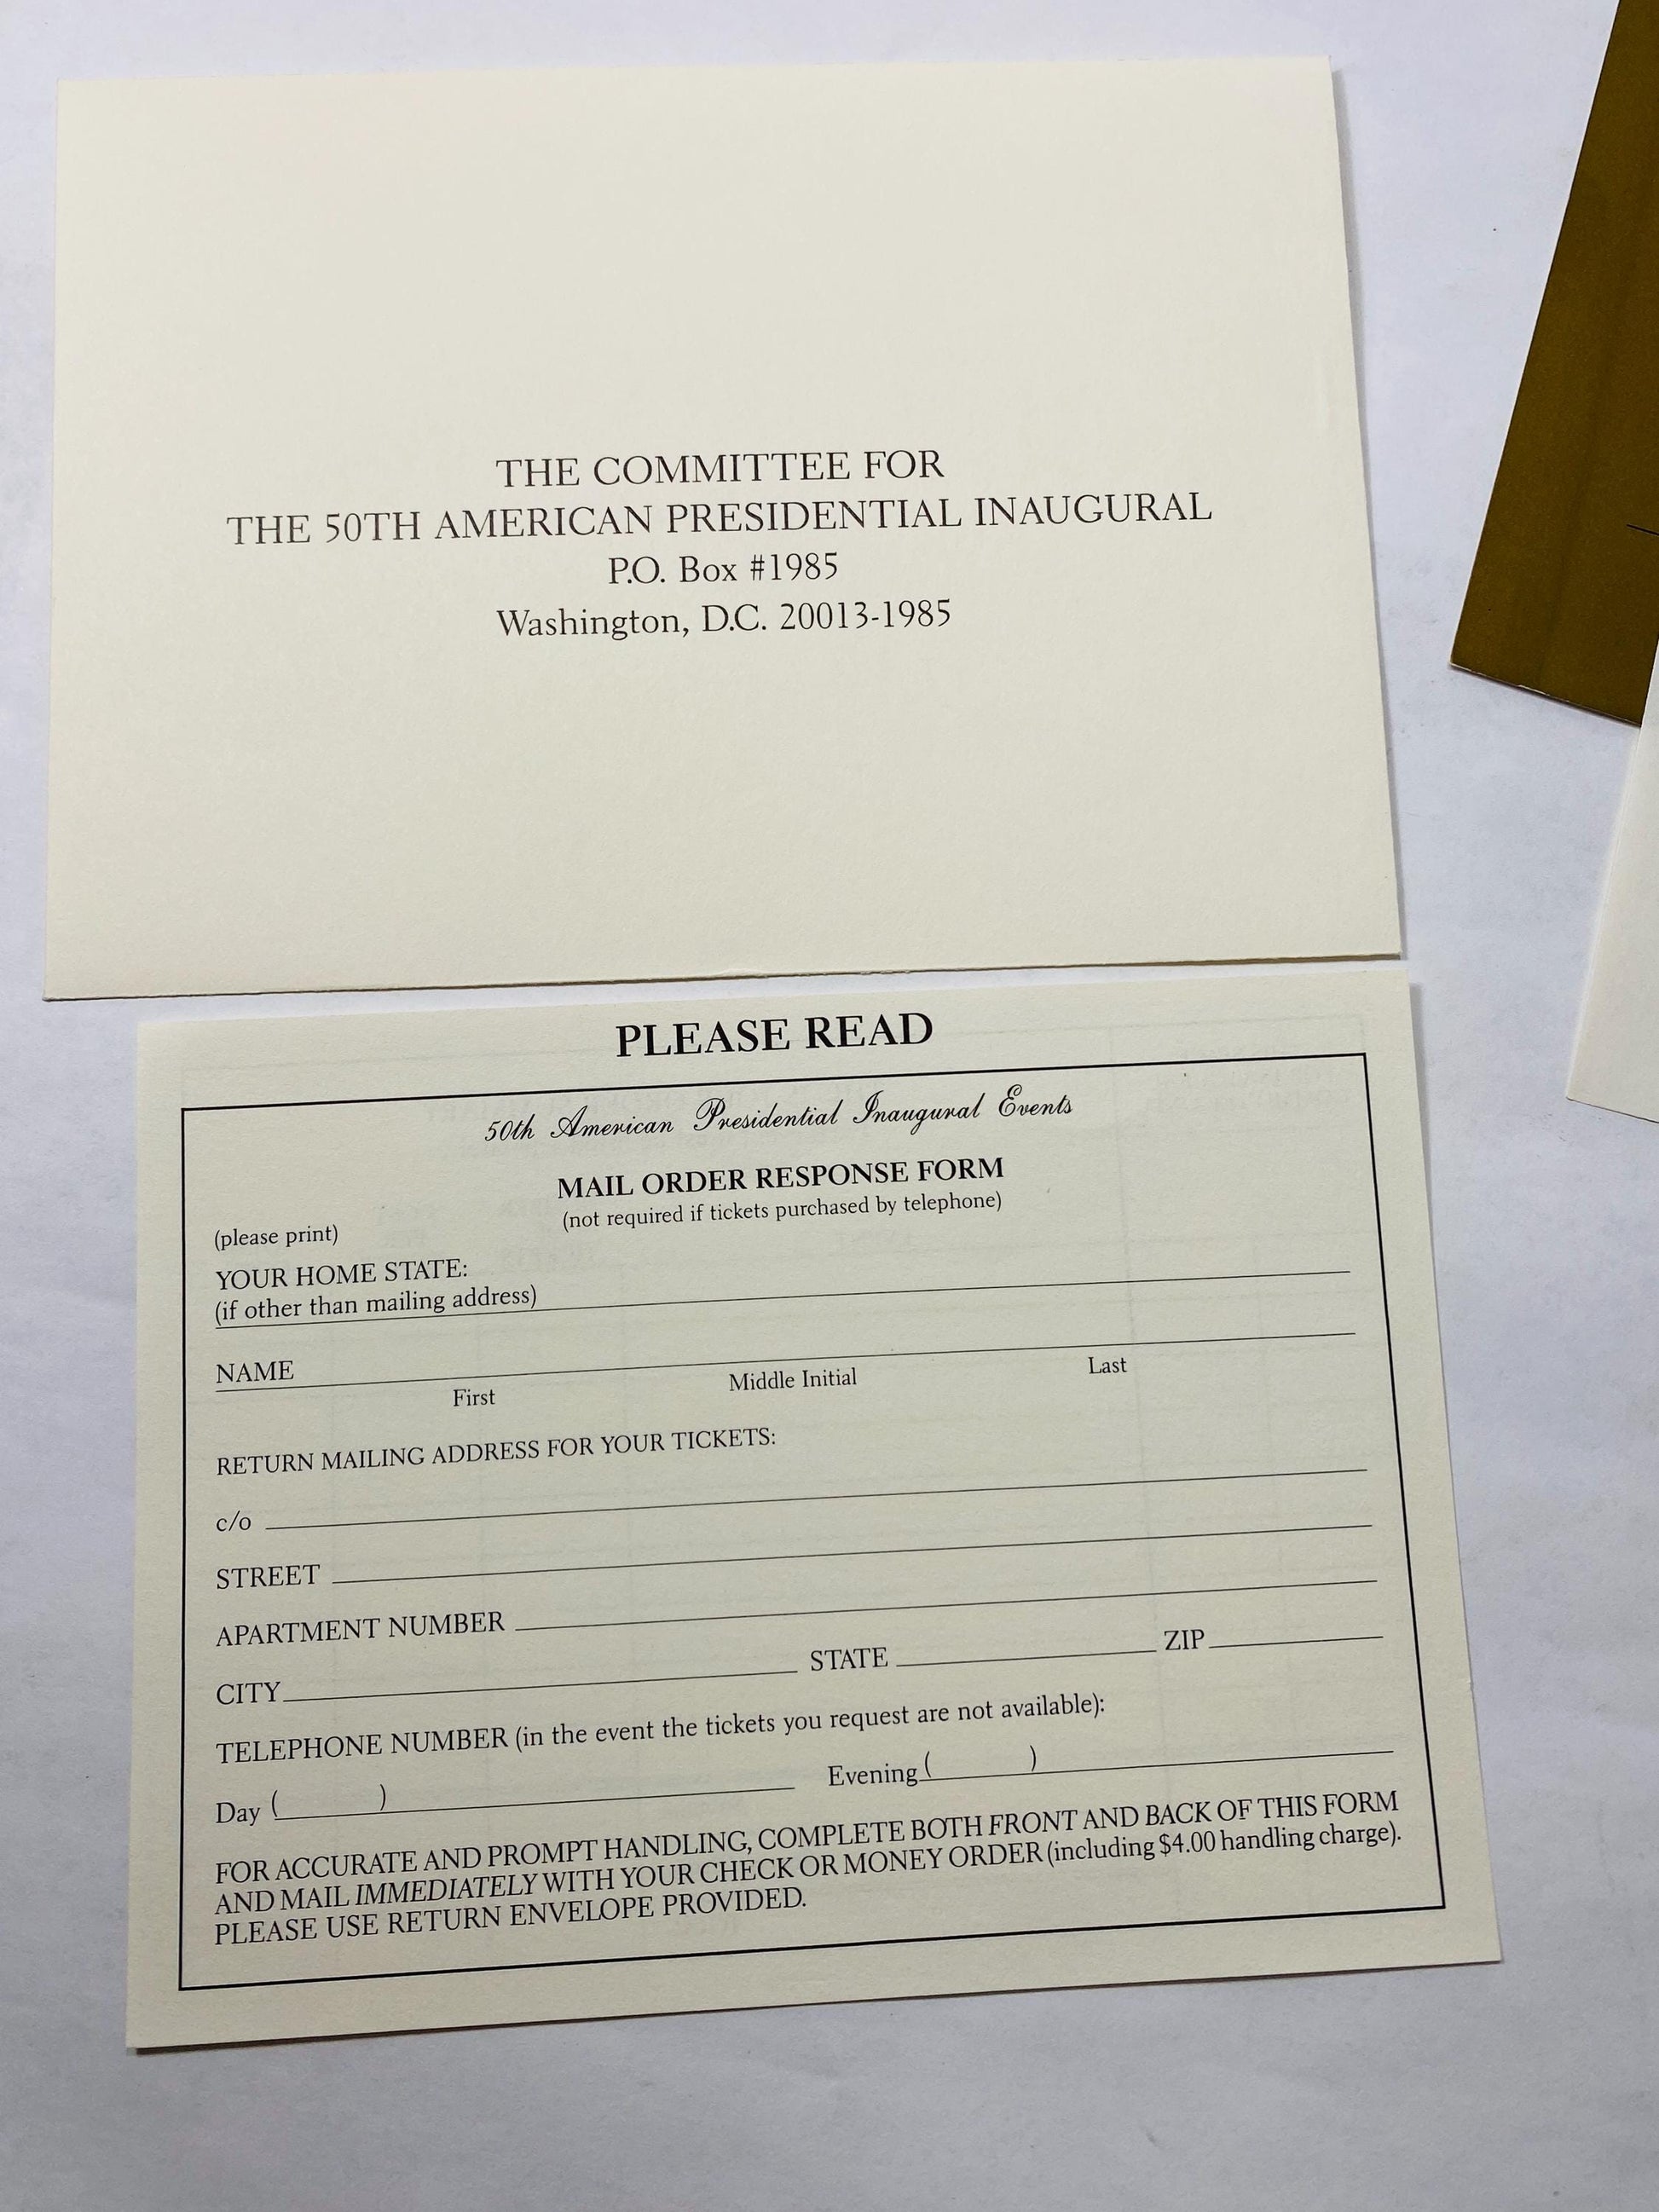 THE COMMITTEE FOR
THE 50TH AMERICAN PRESIDENTIAL INAUGURAL
P.O. Box #1985
Washington, D.C. 20013-1985
PLEASE READ
50th American Presidential Inaugural Events
MAIL ORDER RESPONSE FORM
(not required if tickets purchased by telephone)
(please print)
YOUR HOME STATE:
(if other than mailing address)
NAME
First Middle Initial Last
RETURN MAILING ADDRESS FOR YOUR TICKETS:
c/o
STREET
APARTMENT NUMBER
CITY STATE ZIP
TELEPHONE NUMBER (in the event the tickets you request are not available):
Day ( ) Evening ( )
FOR ACCURATE AND PROMPT HANDLING, COMPLETE BOTH FRONT AND BACK OF THIS FORM
AND MAIL IMMEDIATELY WITH YOUR CHECK OR MONEY ORDER (including $4.00 handling charge).
PLEASE USE RETURN ENVELOPE PROVIDED.